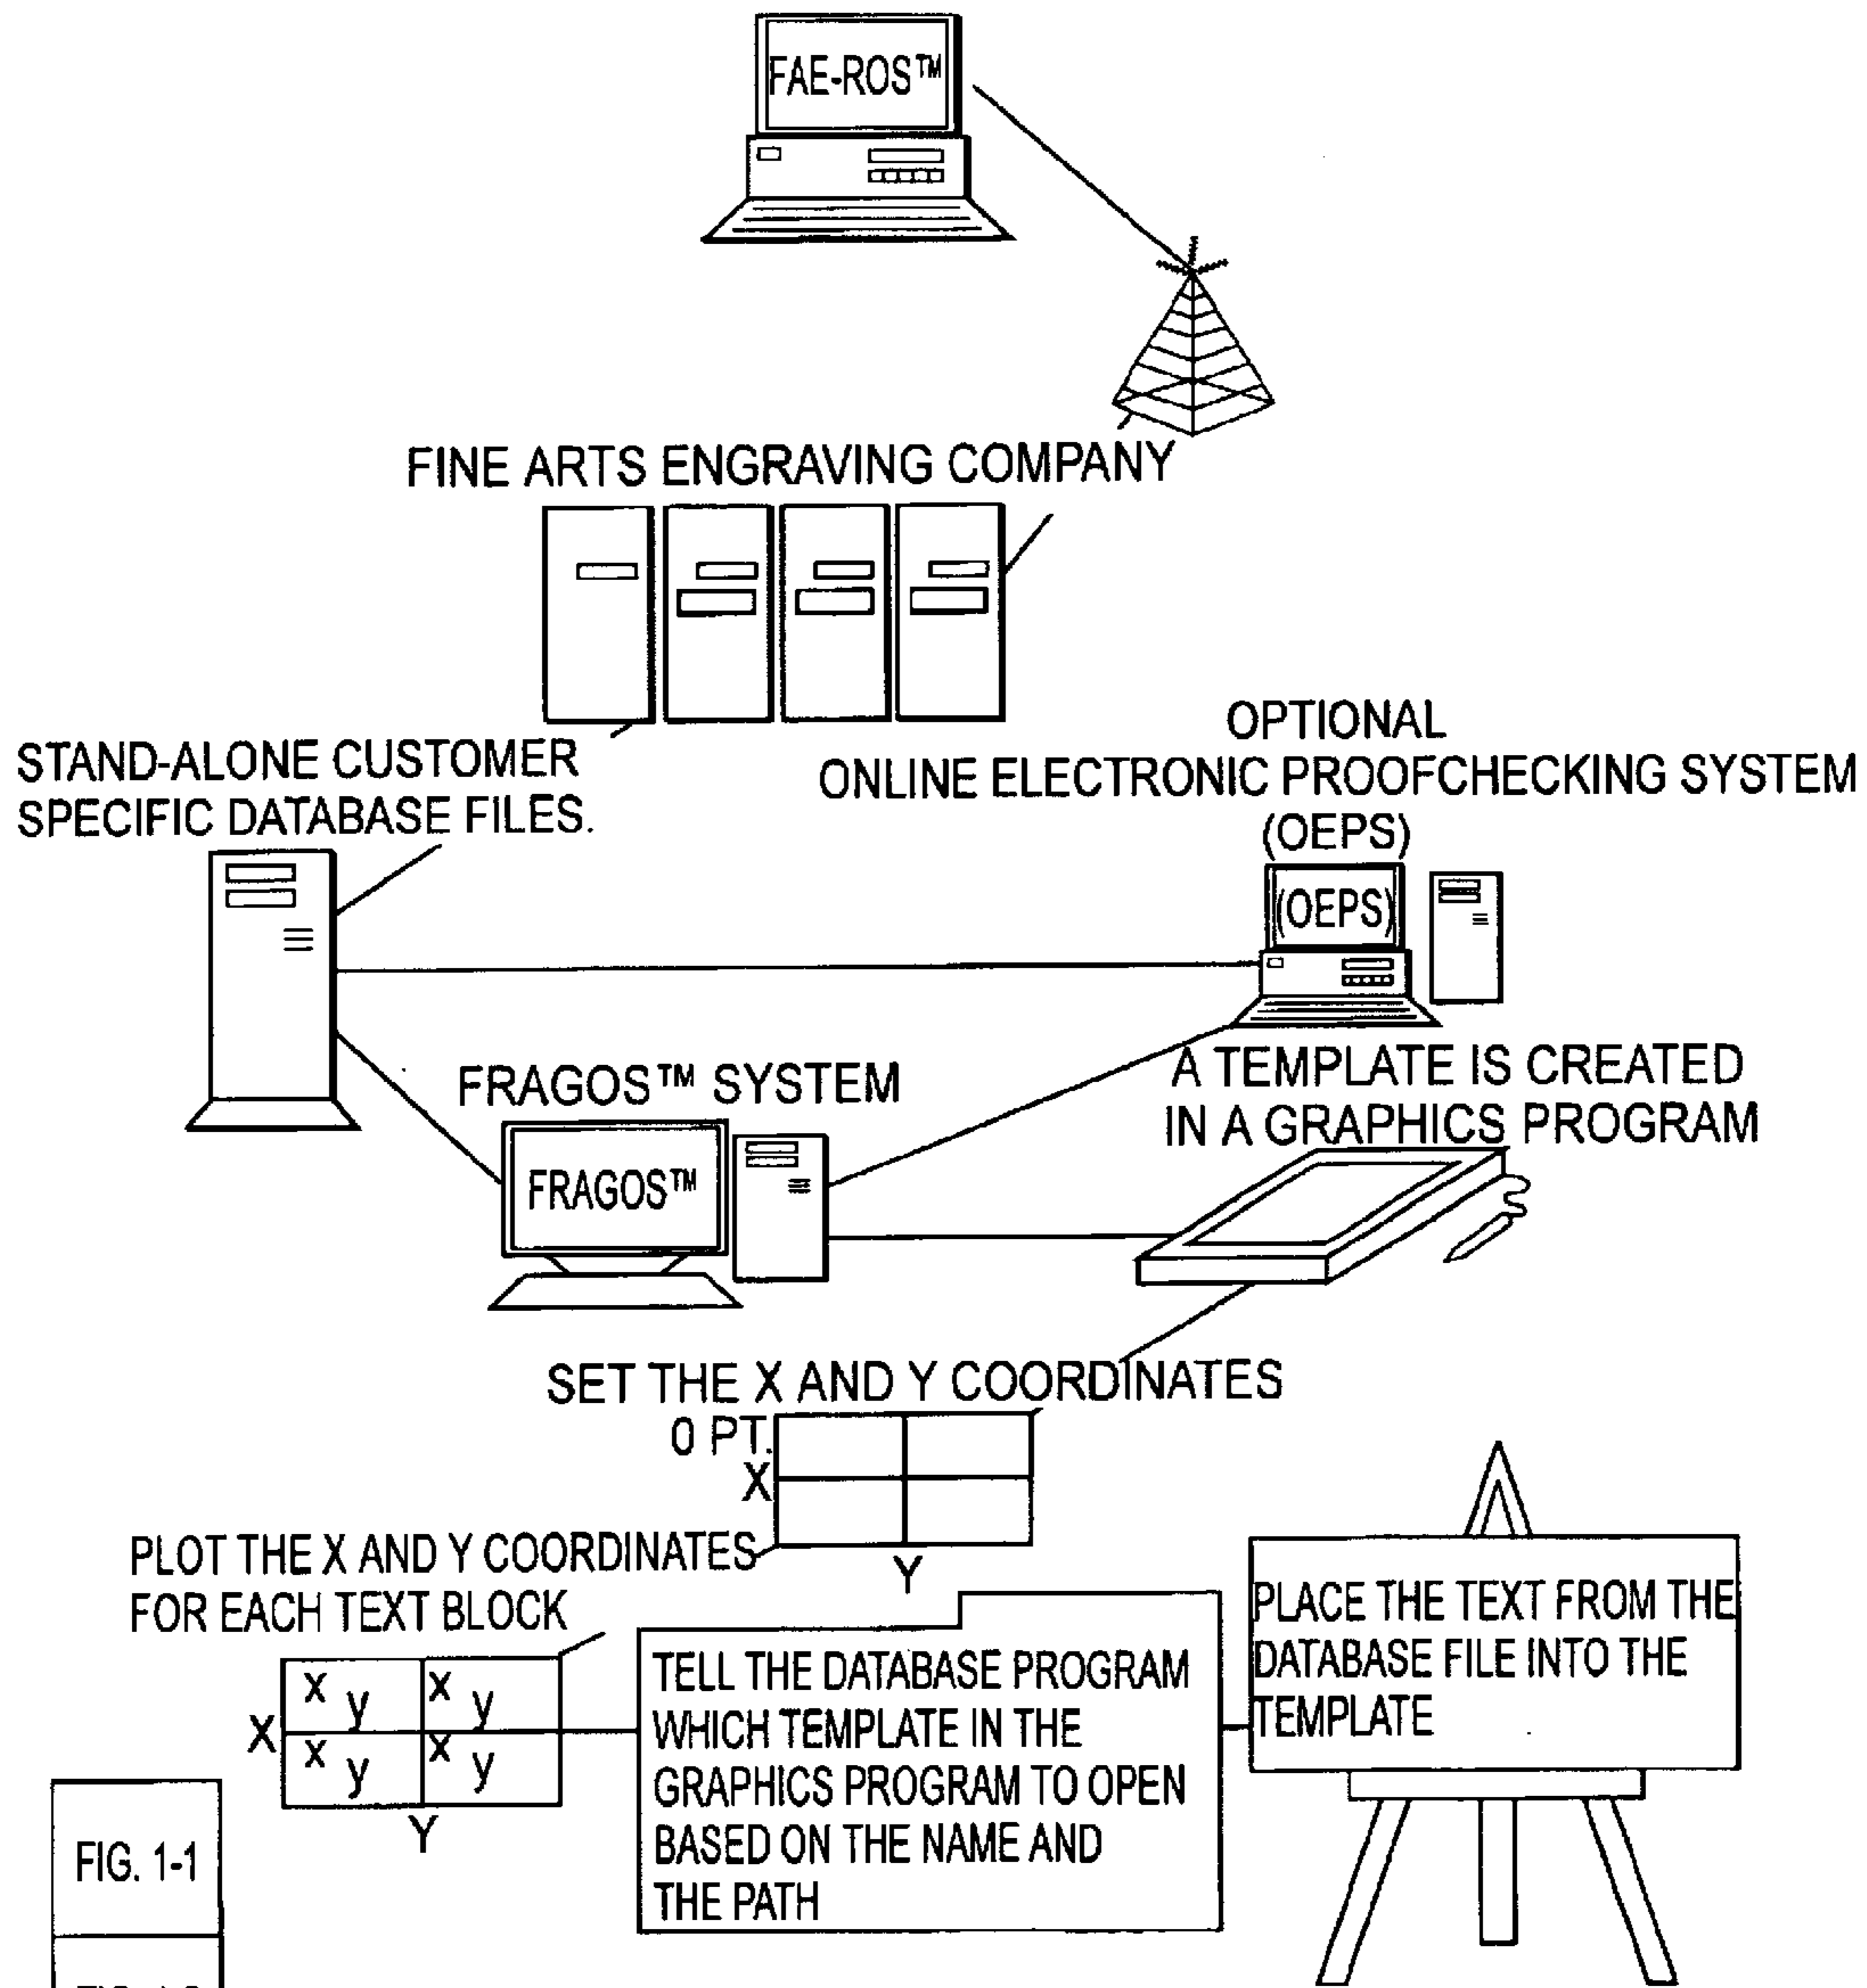 FAE-ROS™
FINE ARTS ENGRAVING COMPANY
STAND-ALONE CUSTOMER
SPECIFIC DATABASE FILES.
OPTIONAL
ONLINE ELECTRONIC PROOFCHECKING SYSTEM
(OEPS)
(OEPS)
FRAGOS™ SYSTEM
FRAGOS™
A TEMPLATE IS CREATED
IN A GRAPHICS PROGRAM
SET THE X AND Y COORDINATES
0 PT.
X
Y
PLOT THE X AND Y COORDINATES
FOR EACH TEXT BLOCK
x y x y
X
x y x y
Y
TELL THE DATABASE PROGRAM
WHICH TEMPLATE IN THE
GRAPHICS PROGRAM TO OPEN
BASED ON THE NAME AND
THE PATH
PLACE THE TEXT FROM THE
DATABASE FILE INTO THE
TEMPLATE
FIG. 1-1